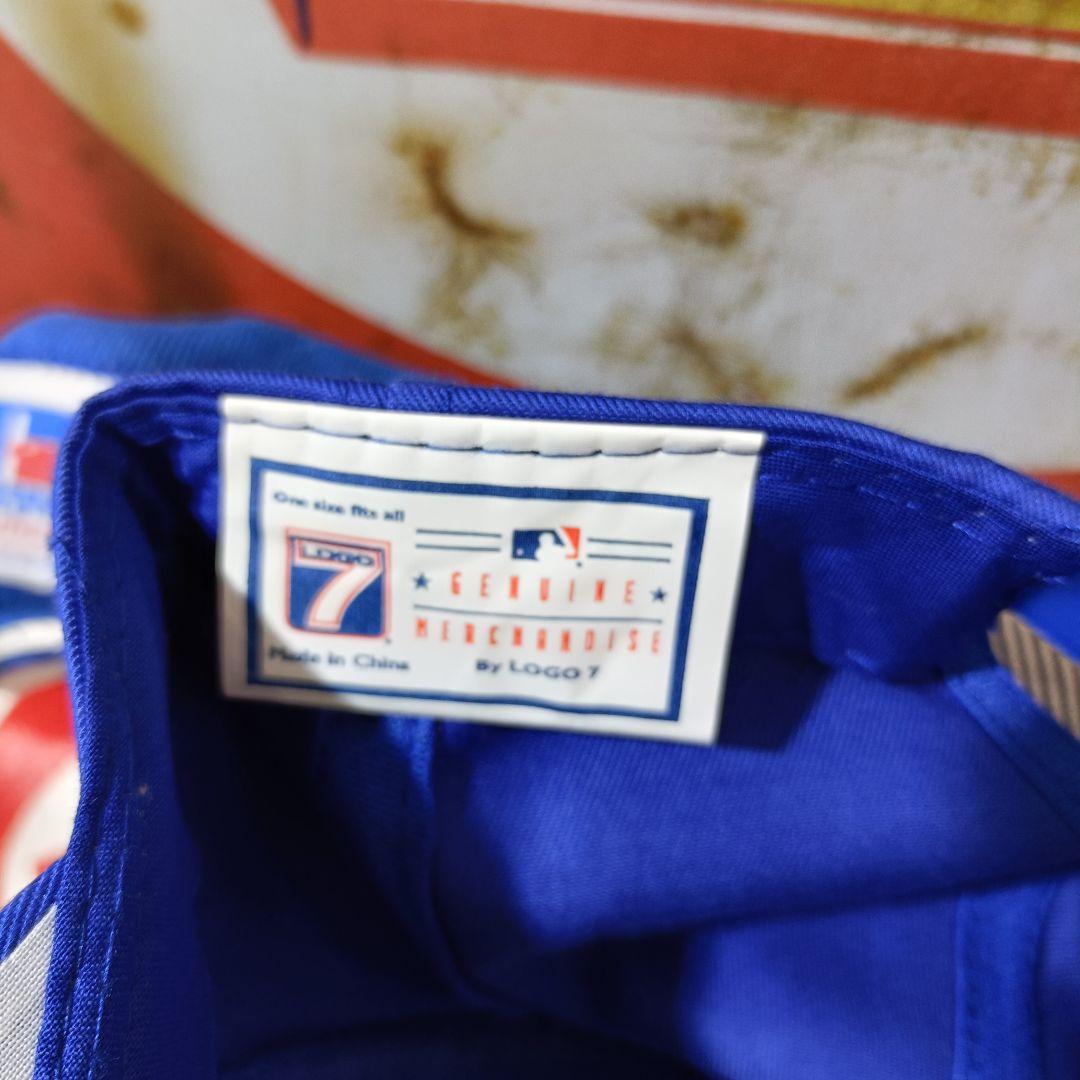 One size fits all
LOGO
7
GENUINE
MERCHANDISE
Made in China
By LOGO 7